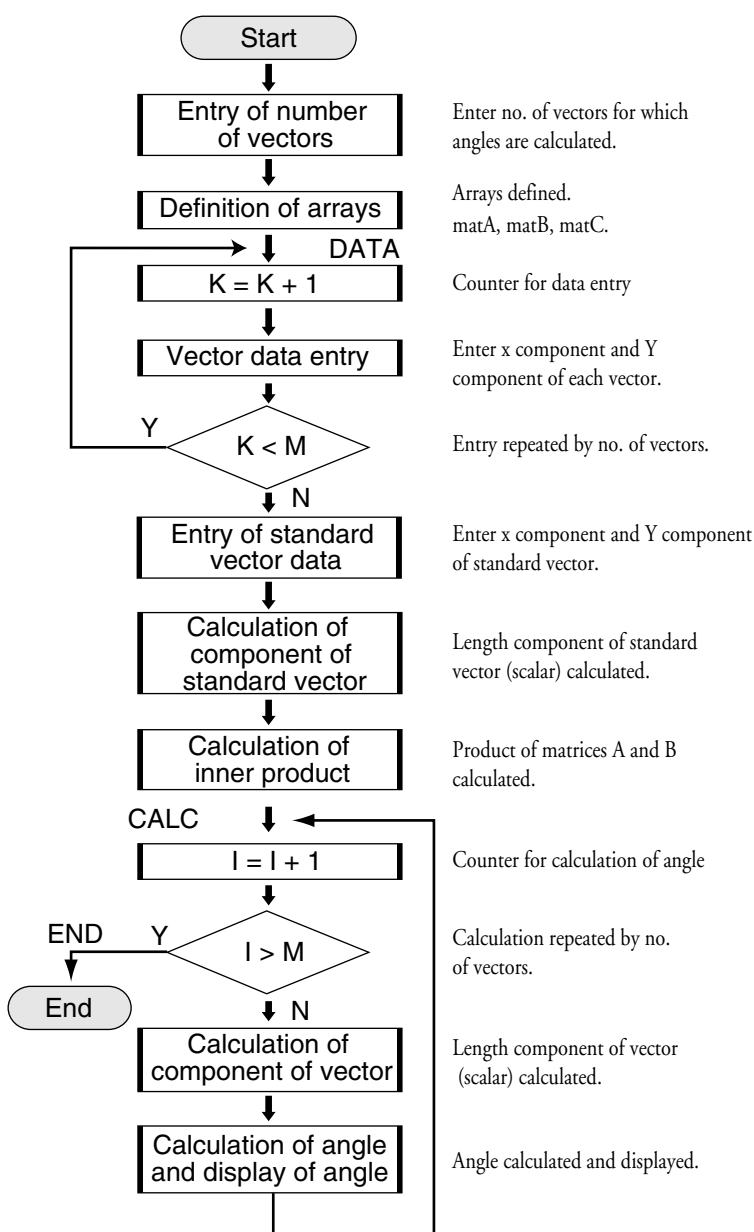 Start
Entry of number
of vectors
Enter no. of vectors for which
angles are calculated.
Definition of arrays
Arrays defined.
matA, matB, matC.
DATA
K = K + 1
Counter for data entry
Vector data entry
Enter x component and Y
component of each vector.
Y
K < M
Entry repeated by no. of vectors.
N
Entry of standard
vector data
Enter x component and Y component
of standard vector.
Calculation of
component of
standard vector
Length component of standard
vector (scalar) calculated.
Calculation of
inner product
Product of matrices A and B
calculated.
CALC
I = I + 1
Counter for calculation of angle
END
Y
I > M
Calculation repeated by no.
of vectors.
End
N
Calculation of
component of vector
Length component of vector
(scalar) calculated.
Calculation of angle
and display of angle
Angle calculated and displayed.